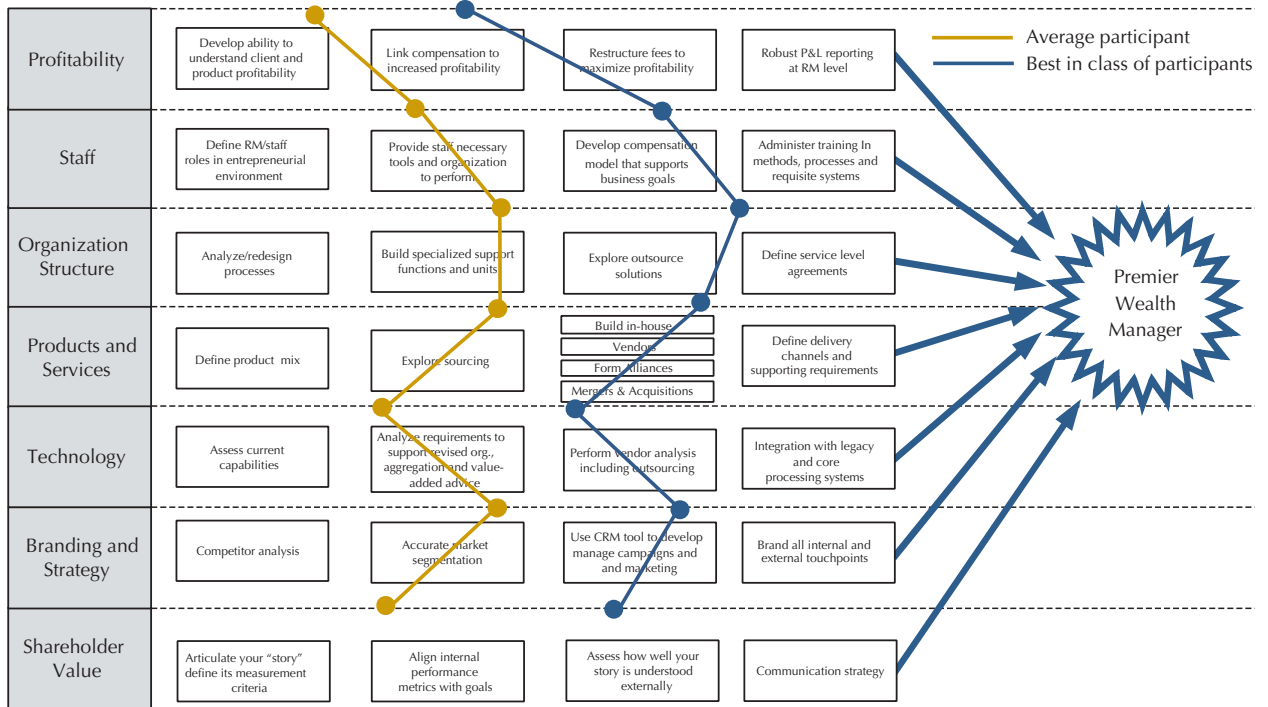 Profitability
Develop ability to
understand client and
product profitability
Link compensation to
increased profitability
Restructure fees to
maximize profitability
Robust P&L reporting
at RM level
Average participant
Best in class of participants
Staff
Define RM/staff
roles in entrepreneurial
environment
Provide staff necessary
tools and organization
to perform
Develop compensation
model that supports
business goals
Administer training In
methods, processes and
requisite systems
Organization
Structure
Analyze/redesign
processes
Build specialized support
functions and units
Explore outsource
solutions
Define service level
agreements
Premier
Wealth
Manager
Products and
Services
Define product mix
Explore sourcing
Build in-house
Vendors
Form Alliances
Mergers & Acquisitions
Define delivery
channels and
supporting requirements
Technology
Assess current
capabilities
Analyze requirements to
support revised org.,
aggregation and value-
added advice
Perform vendor analysis
including outsourcing
Integration with legacy
and core
processing systems
Branding and
Strategy
Competitor analysis
Accurate market
segmentation
Use CRM tool to develop
manage campaigns and
and marketing
Brand all internal and
external touchpoints
Shareholder
Value
Articulate your “story”
define its measurement
criteria
Align internal
performance
metrics with goals
Assess how well your
story is understood
externally
Communication strategy